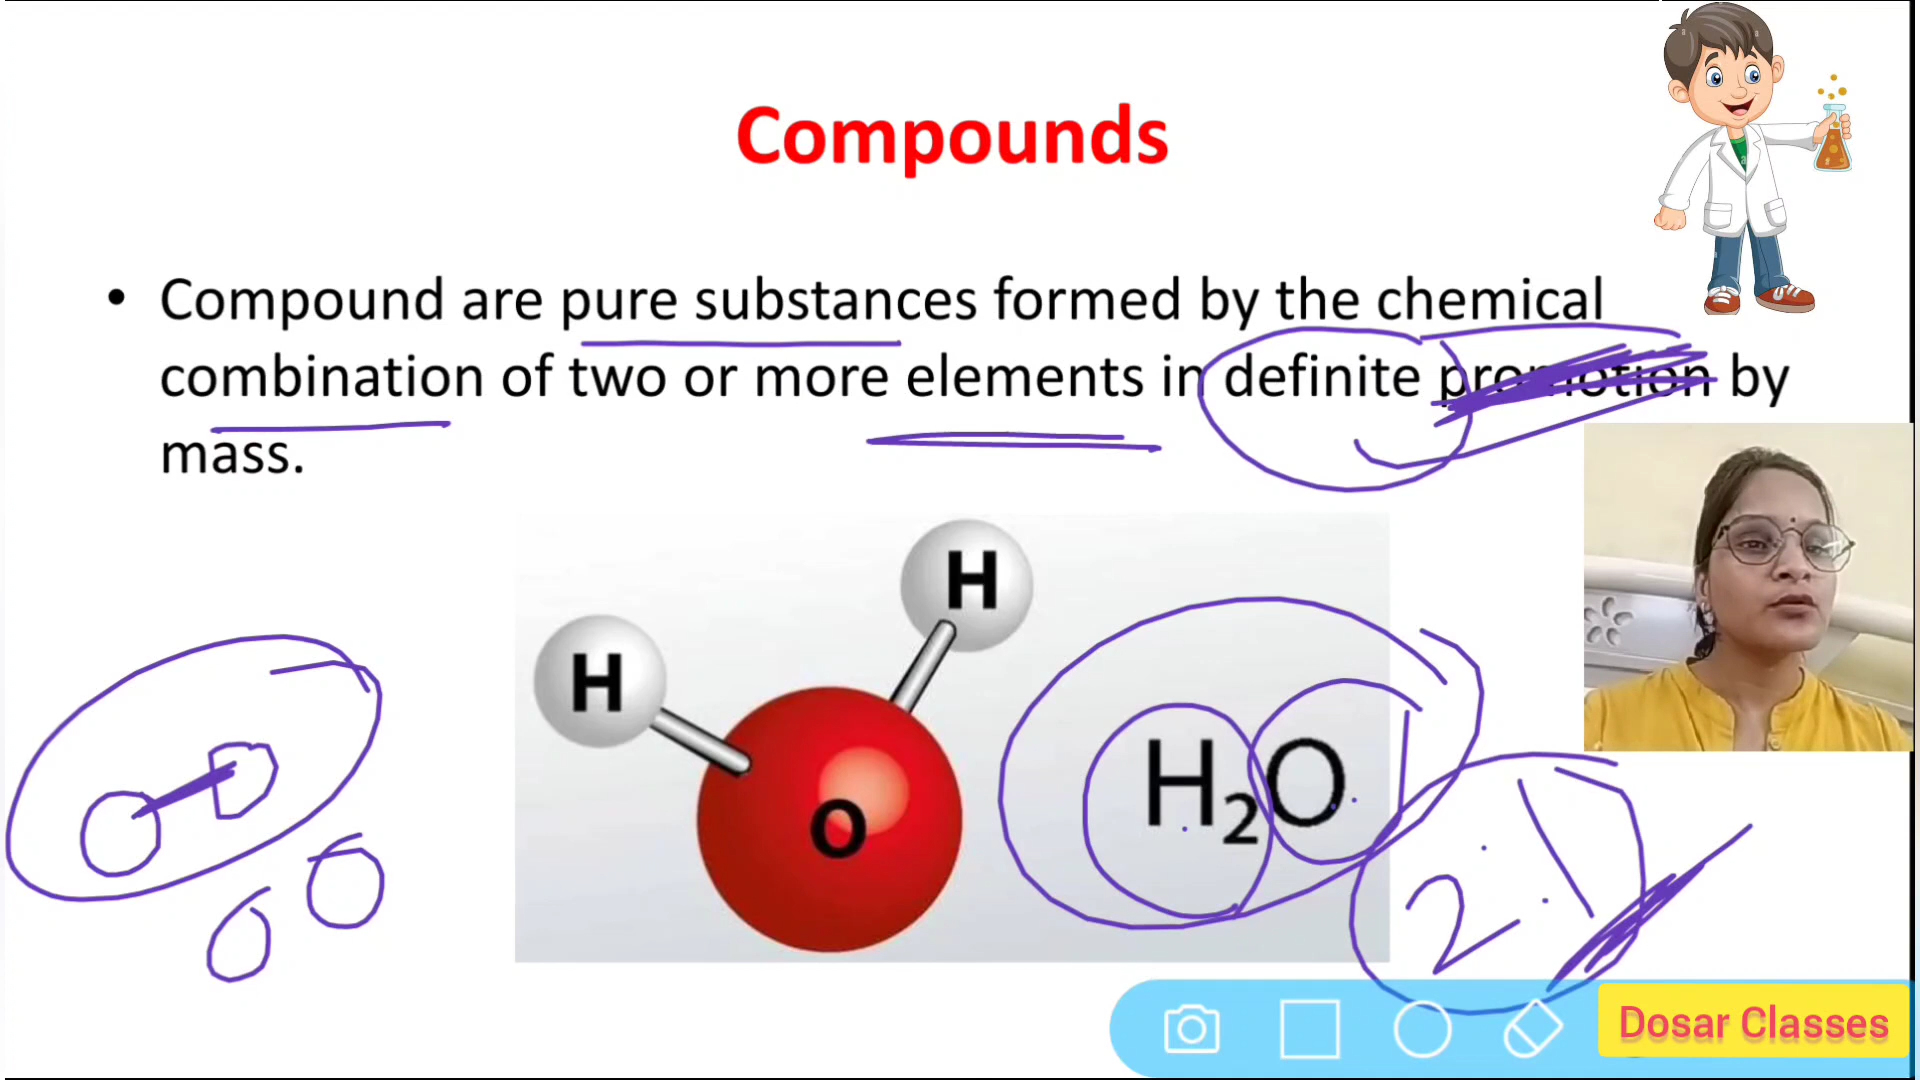 Compounds
• Compound are pure substances formed by the chemical
combination of two or more elements in definite promotion by
mass.
H
H
O
H₂O
2:1
Dosar Classes